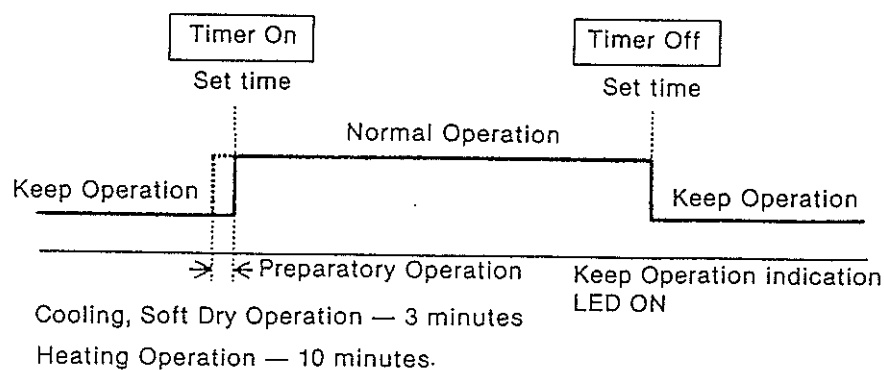 Timer On
Timer Off
Set time
Set time
Normal Operation
Keep Operation
Keep Operation
Preparatory Operation
Keep Operation indication
LED ON
Cooling, Soft Dry Operation — 3 minutes
Heating Operation — 10 minutes.